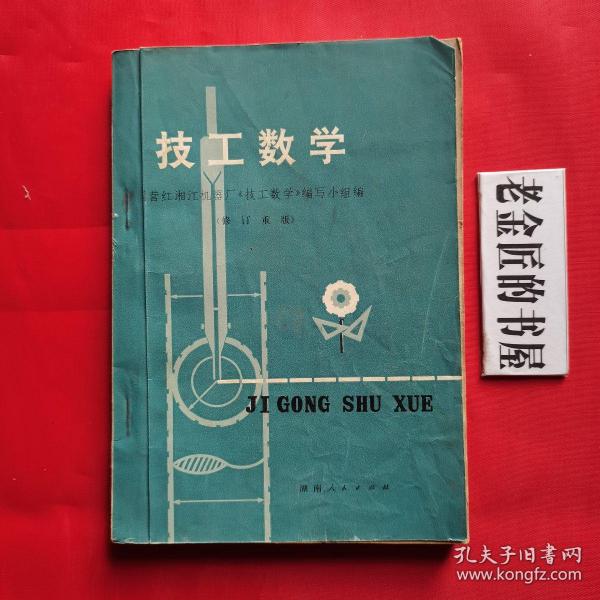 技工数学
国营红湘江机器厂《技工数学》编写小组编
(修订重版)
JI GONG SHU XUE
湖南人民出版社
老金匠的书屋
孔夫子旧书网
www.kongfz.com